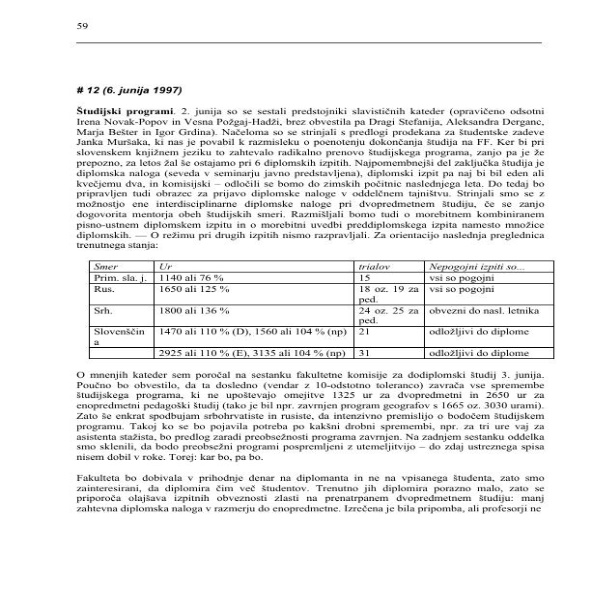 59
# 12 (6. junija 1997)
Študijski programi. 2. junija so se sestali predstojniki slavističnih kateder (opravičeno odsotni
Irena Novak-Popov in Vesna Požgaj-Hadži, brez obvestila pa Dragi Stefanija, Aleksandra Derganc,
Marja Bešter in Igor Grdina). Načeloma so se strinjali s predlogi prodekana za študentske zadeve
Janka Muršaka, ki nas je povabil k razmisleku o poenotenju dokončanja študija na FF. Ker bi pri
slovenskem knjižnem jeziku to zahtevalo radikalno prenovo študijskega programa, zanjo pa je že
prepozno, za letos žal še ostajamo pri 6 diplomskih izpitih. Najpomembnejši del zaključka študija je
diplomska naloga (seveda v seminarju javno predstavljena), diplomski izpit pa naj bi bil eden ali
kvečjemu dva, in komisijski – odločili se bomo do zimskih počitnic naslednjega leta. Do tedaj bo
pripravljen tudi obrazec za prijavo diplomske naloge v oddelčnem tajništvu. Strinjali smo se z
možnostjo ene interdisciplinarne diplomske naloge pri dvopredmetnem študiju, če se zanjo
dogovorita mentorja obeh študijskih smeri. Razmišljali bomo tudi o morebitnem kombiniranem
pisno-ustnem diplomskem izpitu in o morebitni uvedbi preddiplomskega izpita namesto množice
diplomskih. — O režimu pri drugih izpitih nismo razpravljali. Za orientacijo naslednja preglednica
trenutnega stanja:
Smer Ur trialov Nepogojni izpiti so...
Prim. sla. j. 1140 ali 76 % 15 vsi so pogojni
Rus. 1650 ali 125 % 18 oz. 19 za vsi so pogojni
ped.
Srh. 1800 ali 136 % 24 oz. 25 za obvezni do nasl. letnika
ped.
Slovenščin 1470 ali 110 % (D), 1560 ali 104 % (np) 21 odložljivi do diplome
a
2925 ali 110 % (E), 3135 ali 104 % (np) 31 odložljivi do diplome
O mnenjih kateder sem poročal na sestanku fakultetne komisije za dodiplomski študij 3. junija.
Poučno bo obvestilo, da ta dosledno (vendar z 10-odstotno toleranco) zavrača vse spremembe
študijskega programa, ki ne upoštevajo omejitve 1325 ur za dvopredmetni in 2650 ur za
enopredmetni pedagoški študij (tako je bil npr. zavrnjen program geografov s 1665 oz. 3030 urami).
Zato še enkrat spodbujam srbohrvatiste in rusiste, da intenzivno premislijo o bodočem študijskem
programu. Takoj ko se bo pojavila potreba po kakšni drobni spremembi, npr. za tri ure vaj za
asistenta stažista, bo predlog zaradi preobsežnosti programa zavrnjen. Na zadnjem sestanku oddelka
smo sklenili, da bodo preobsežni programi pospremljeni z utemeljitvijo – do zdaj ustreznega spisa
nisem dobil v roke. Torej: kar bo, pa bo.
Fakulteta bo dobivala v prihodnje denar na diplomanta in ne na vpisanega študenta, zato smo
zainteresirani, da diplomira čim več študentov. Trenutno jih diplomira porazno malo, zato se
priporoča olajšava izpitnih obveznosti zlasti na prenatrpanem dvopredmetnem študiju: manj
zahtevna diplomska naloga v razmerju do enopredmetne. Izrečena je bila pripomba, ali profesorji ne